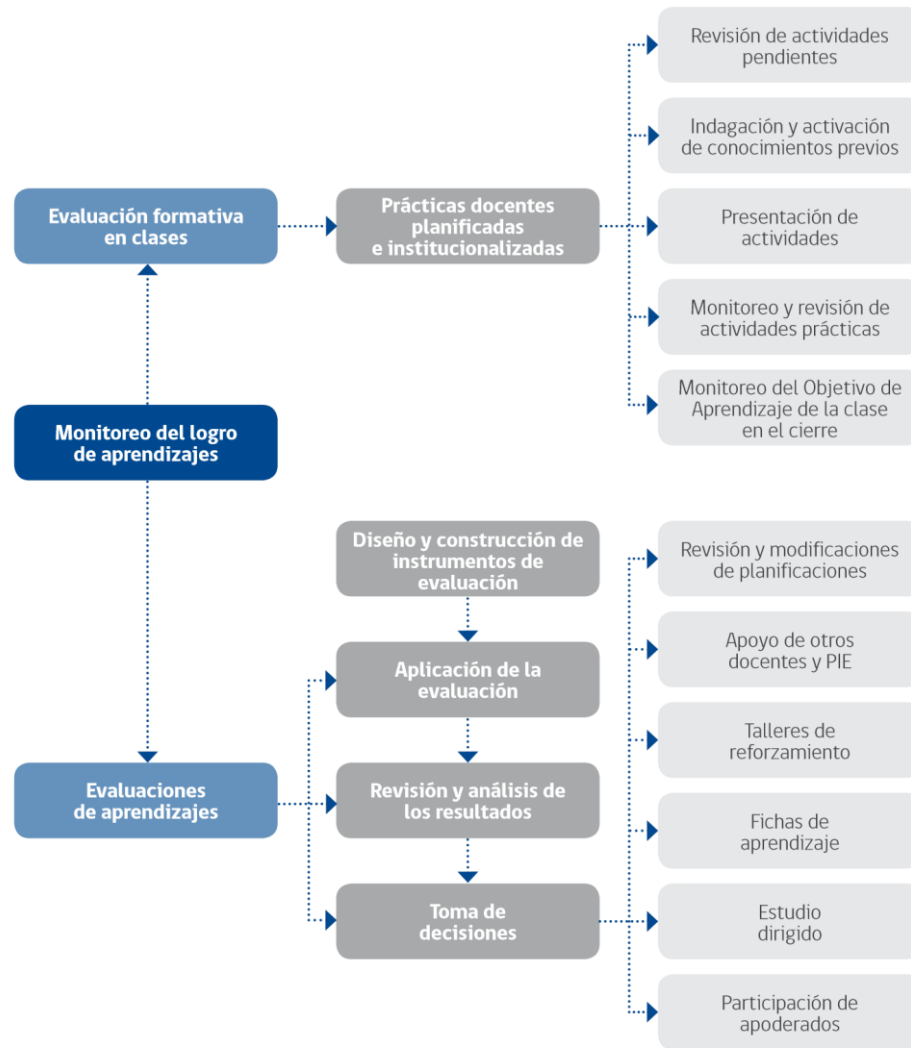 Revisión de actividades
pendientes
Indagación y activación
de conocimientos previos
Evaluación formativa
en clases
Prácticas docentes
planificadas
e institucionalizadas
Presentación de
actividades
Monitoreo y revisión de
actividades prácticas
Monitoreo del Objetivo de
Aprendizaje de la clase
en el cierre
Monitoreo del logro
de aprendizajes
Diseño y construcción de
instrumentos de
evaluación
Revisión y modificaciones
de planificaciones
Aplicación de la
evaluación
Apoyo de otros
docentes y PIE
Talleres de
reforzamiento
Evaluaciones
de aprendizajes
Revisión y análisis de
los resultados
Fichas de
aprendizaje
Toma de
decisiones
Estudio
dirigido
Participación de
apoderados